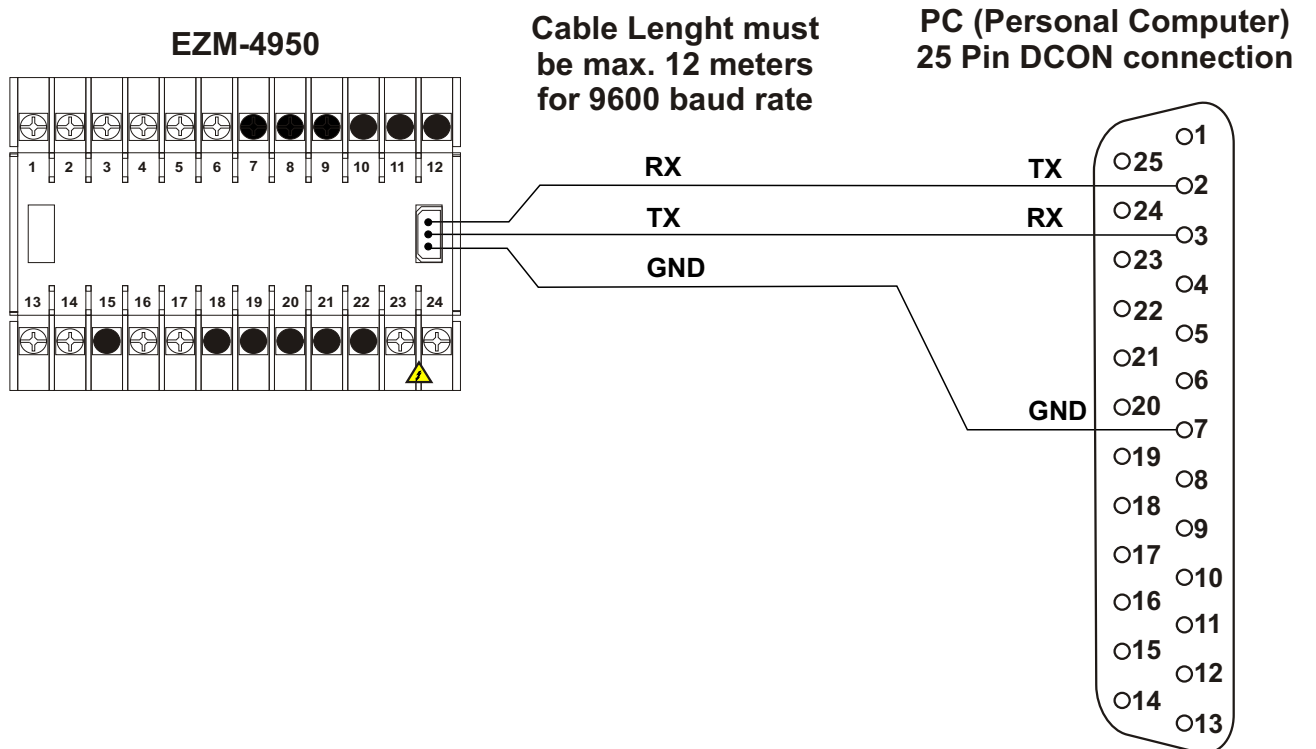 EZM-4950
Cable Lenght must
be max. 12 meters
for 9600 baud rate
PC (Personal Computer)
25 Pin DCON connection
1 2 3 4 5 6 7 8 9 10 11 12
13 14 15 16 17 18 19 20 21 22 23 24
RX TX
TX RX
GND
GND
1
25
2
24
3
23
4
22
5
21
6
20
7
19
8
18
9
17
10
16
11
15
12
14
13